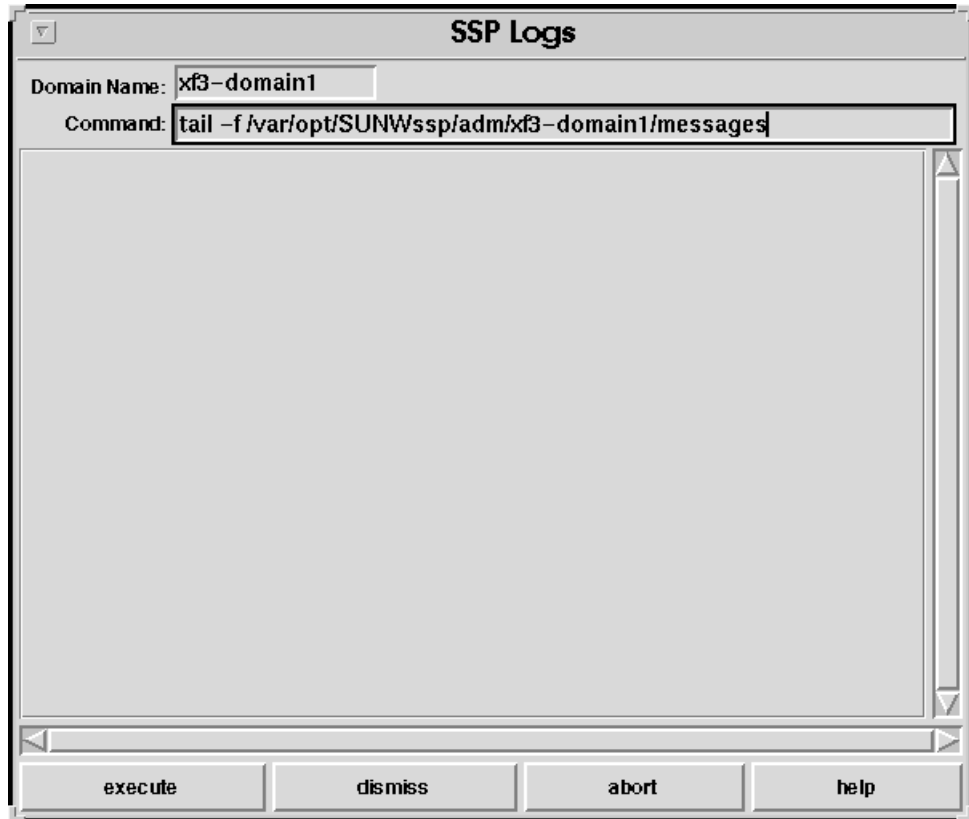 SSP Logs
Domain Name: xf3-domain1
Command: tail -f /var/opt/SUNWssp/adm/xf3-domain1/messages
execute dismiss abort help